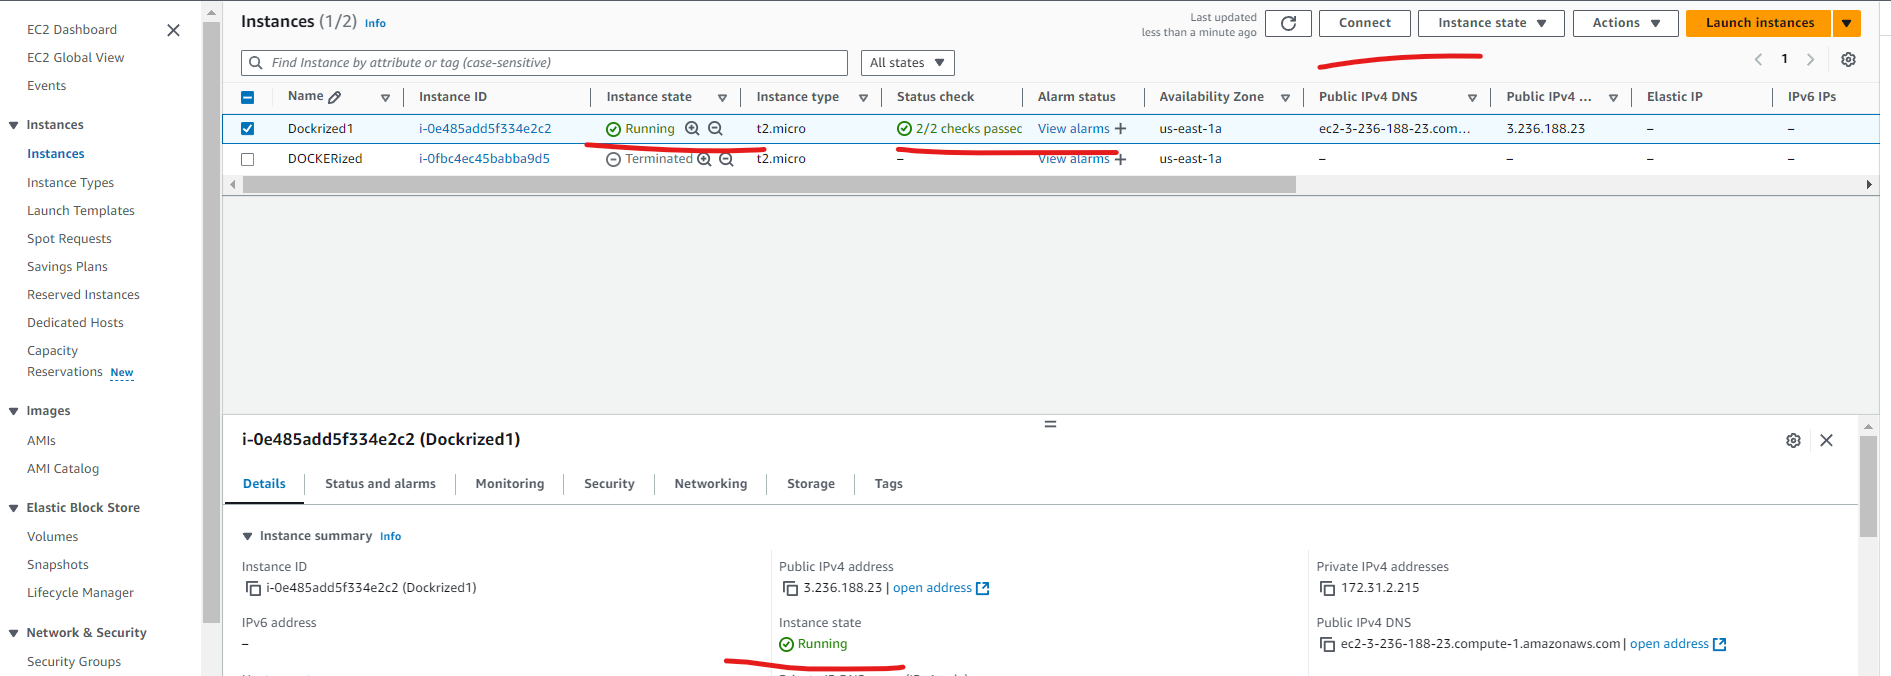 EC2 Dashboard
EC2 Global View
Events
Instances
Instances
Instance Types
Launch Templates
Spot Requests
Savings Plans
Reserved Instances
Dedicated Hosts
Capacity
Reservations New
Images
AMIs
AMI Catalog
Elastic Block Store
Volumes
Snapshots
Lifecycle Manager
Network & Security
Security Groups
Instances (1/2) Info
Last updated
less than a minute ago
Connect
Instance state
Actions
Launch instances
Find Instance by attribute or tag (case-sensitive)
All states
1
Name Instance ID Instance state Instance type Status check Alarm status Availability Zone Public IPv4 DNS Public IPv4 ... Elastic IP IPv6 IPs
Dockrized1 i-0e485add5f334e2c2 Running t2.micro 2/2 checks passec View alarms + us-east-1a ec2-3-236-188-23.com... 3.236.188.23 – –
DOCKERized i-0fbc4ec45babba9d5 Terminated t2.micro – View alarms + us-east-1a – – – –
i-0e485add5f334e2c2 (Dockrized1)
Details Status and alarms Monitoring Security Networking Storage Tags
Instance summary Info
Instance ID
i-0e485add5f334e2c2 (Dockrized1)
Public IPv4 address
3.236.188.23 | open address
Private IPv4 addresses
172.31.2.215
IPv6 address
–
Instance state
Running
Public IPv4 DNS
ec2-3-236-188-23.compute-1.amazonaws.com | open address